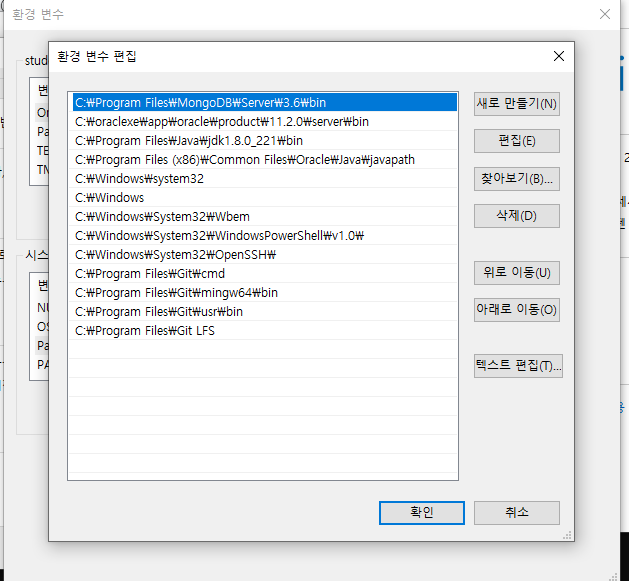 환경 변수
환경 변수 편집
stud
변
Pa
TE
시스
변
Pa
PA
C:₩Program Files₩MongoDB₩Server₩3.6₩bin
C:₩oraclexe₩app₩oracle₩product₩11.2.0₩server₩bin
C:₩Program Files₩Java₩jdk1.8.0_221₩bin
C:₩Program Files (x86)₩Common Files₩Oracle₩Java₩javapath
C:₩Windows₩system32
C:₩Windows
C:₩Windows₩System32₩Wbem
C:₩Windows₩System32₩WindowsPowerShell₩v1.0₩
C:₩Windows₩System32₩OpenSSH₩
C:₩Program Files₩Git₩cmd
C:₩Program Files₩Git₩mingw64₩bin
C:₩Program Files₩Git₩usr₩bin
C:₩Program Files₩Git LFS
새로 만들기(N)
편집(E)
찾아보기(B)...
삭제(D)
위로 이동(U)
아래로 이동(O)
텍스트 편집(T)...
확인
취소